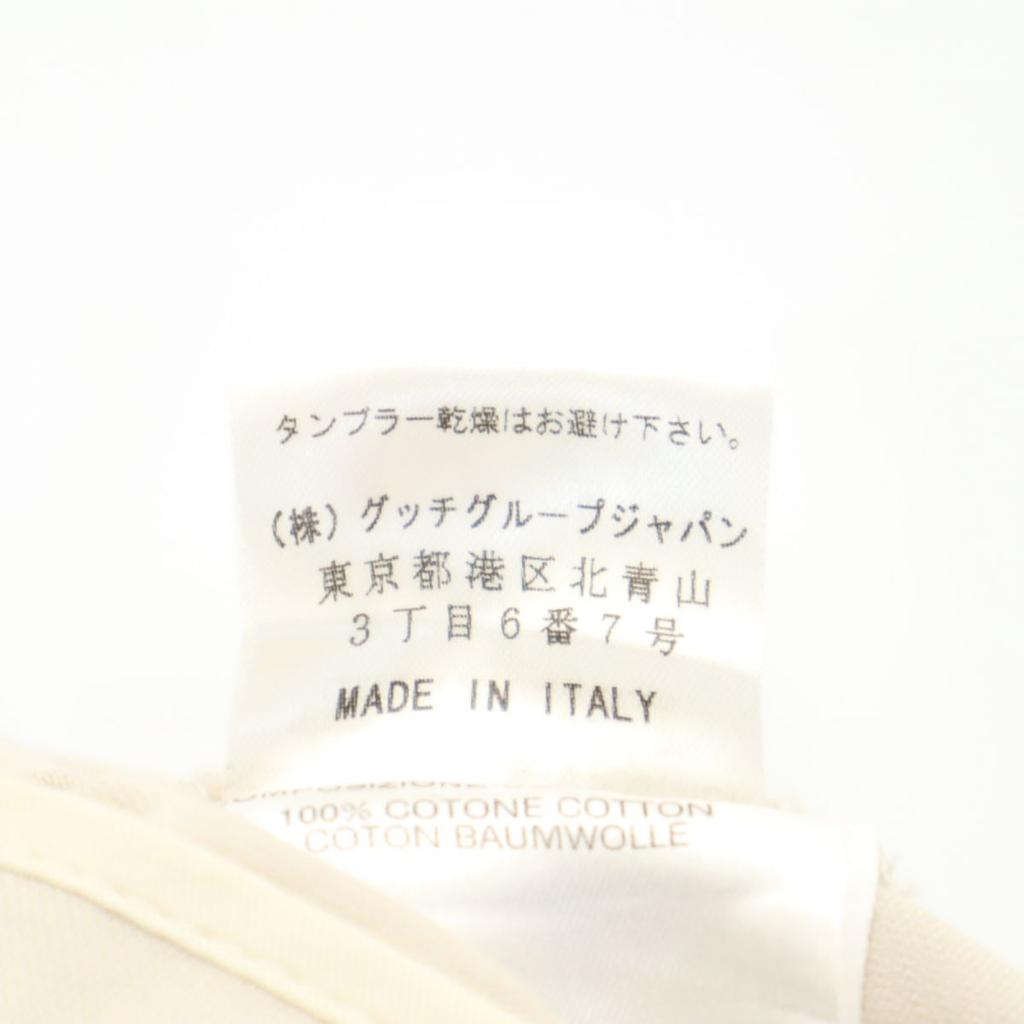 タンブラー乾燥はお避け下さい。
(株)グッチグループジャパン
東京都港区北青山
3丁目6番7号
MADE IN ITALY
100% COTONE COTTON
COTON BAUMWOLLE